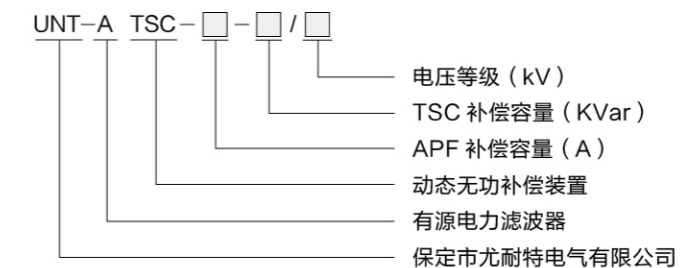 UNT-A TSC-□-□/□
电压等级（kV）
TSC 补偿容量（KVar）
APF 补偿容量（A）
动态无功补偿装置
有源电力滤波器
保定市尤耐特电气有限公司